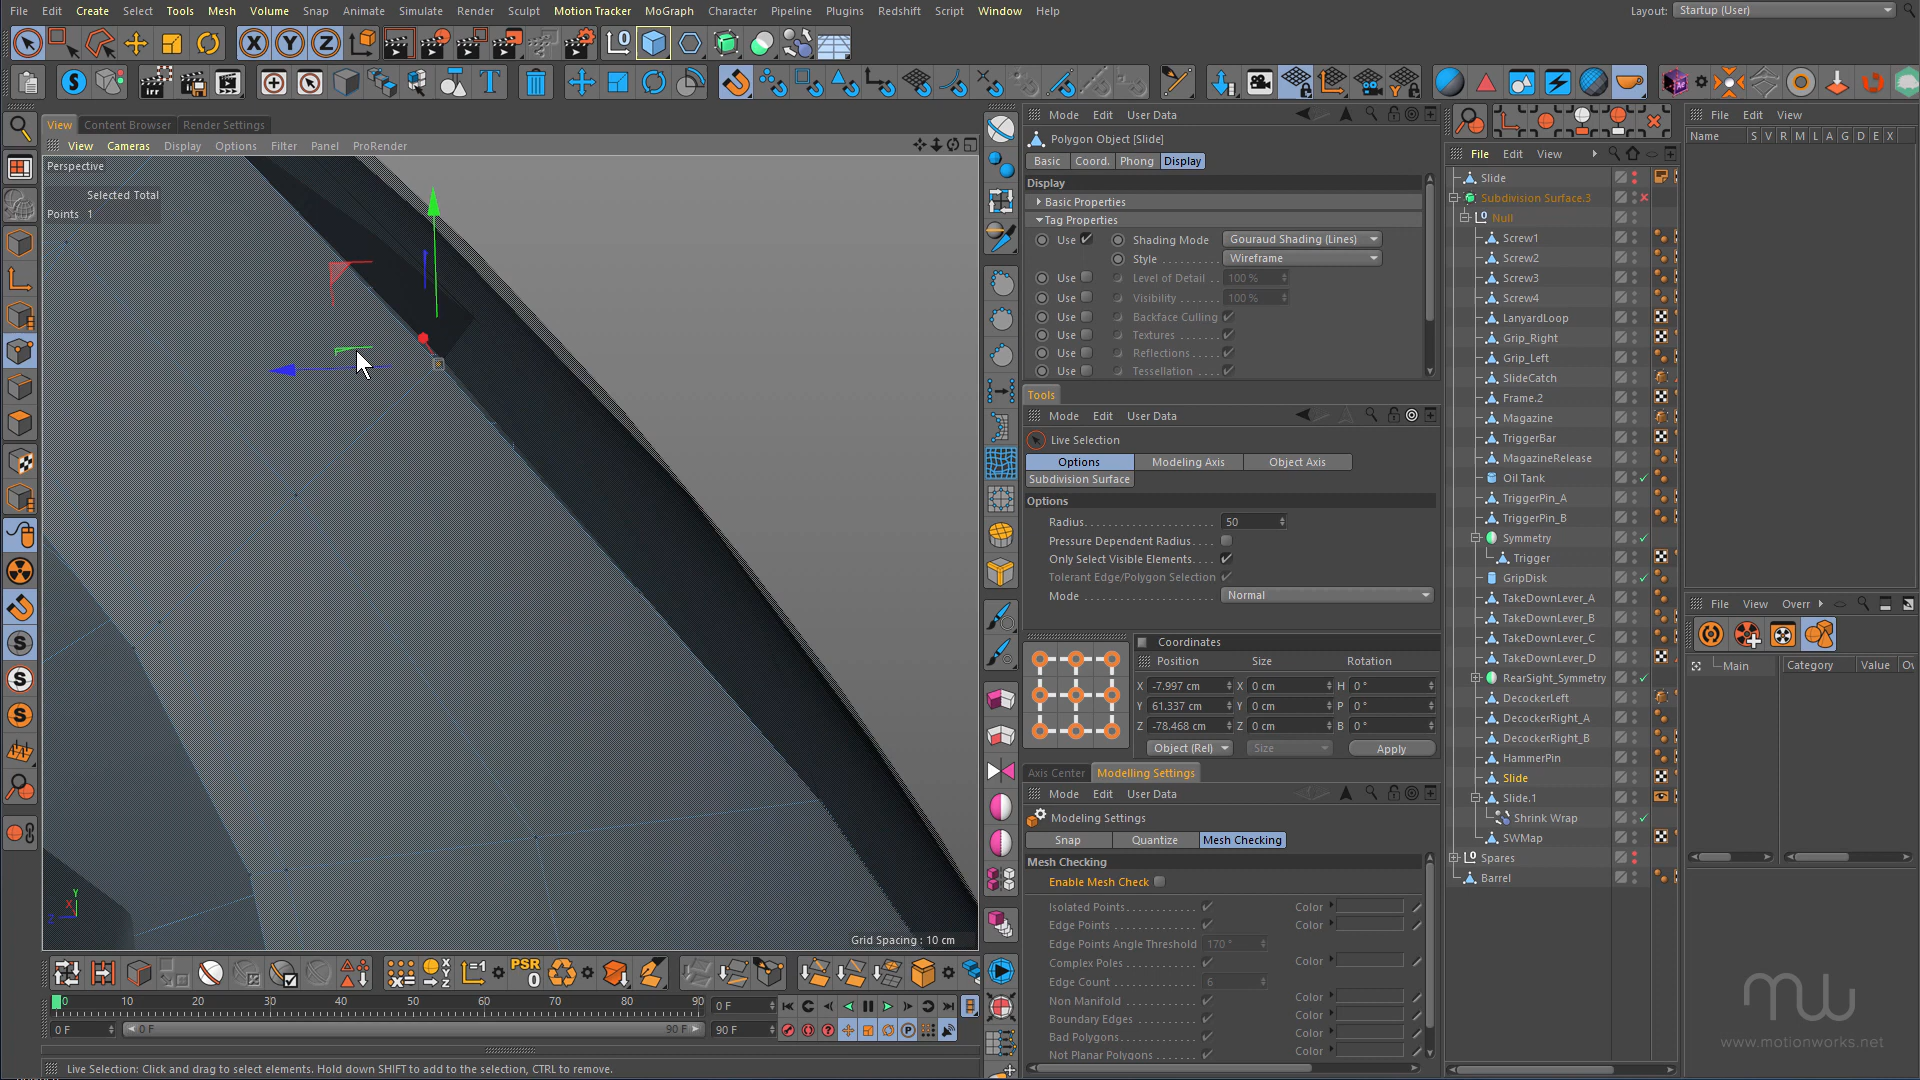 File Edit Create Select Tools Mesh Volume Snap Animate Simulate Render Sculpt Motion Tracker MoGraph Character Pipeline Plugins Redshift Script Window Help
Layout: Startup (User)
View Content Browser Render Settings
View Cameras Display Options Filter Panel ProRender
Perspective
Selected Total
Points 1
Grid Spacing : 10 cm
PSR
0
0 10 20 30 40 50 60 70 80 90
0 F
0 F 0 F 90 F 90 F
Live Selection: Click and drag to select elements. Hold down SHIFT to add to the selection, CTRL to remove.
Mode Edit User Data
Polygon Object [Slide]
Basic Coord. Phong Display
Display
Basic Properties
Tag Properties
Use Shading Mode Gouraud Shading (Lines)
Style Wireframe
Use Level of Detail 100 %
Use Visibility 100 %
Use Backface Culling
Use Textures
Use Reflections
Use Tessellation
Tools
Mode Edit User Data
Live Selection
Options Modeling Axis Object Axis
Subdivision Surface
Options
Radius 50
Pressure Dependent Radius
Only Select Visible Elements
Tolerant Edge/Polygon Selection
Mode Normal
Coordinates
Position Size Rotation
X -7.997 cm X 0 cm H 0 °
Y 61.337 cm Y 0 cm P 0 °
Z -78.468 cm Z 0 cm B 0 °
Object (Rel) Size Apply
Axis Center Modelling Settings
Mode Edit User Data
Modeling Settings
Snap Quantize Mesh Checking
Mesh Checking
Enable Mesh Check
Isolated Points Color
Edge Points Color
Edge Points Angle Threshold 170 °
Complex Poles Color
Edge Count 6
Non Manifold Color
Boundary Edges Color
Bad Polygons Color
Not Planar Polygons Color
File Edit View
Slide
Subdivision Surface.3
Null
Screw1
Screw2
Screw3
Screw4
LanyardLoop
Grip_Right
Grip_Left
SlideCatch
Frame.2
Magazine
TriggerBar
MagazineRelease
Oil Tank
TriggerPin_A
TriggerPin_B
Symmetry
Trigger
GripDisk
TakeDownLever_A
TakeDownLever_B
TakeDownLever_C
TakeDownLever_D
RearSight_Symmetry
DecockerLeft
DecockerRight_A
DecockerRight_B
HammerPin
Slide
Slide.1
Shrink Wrap
SWMap
Spares
Barrel
File Edit View
Name S V R M L A G D E X
File View Overr
Main Category Value Ov
mw
www.motionworks.net